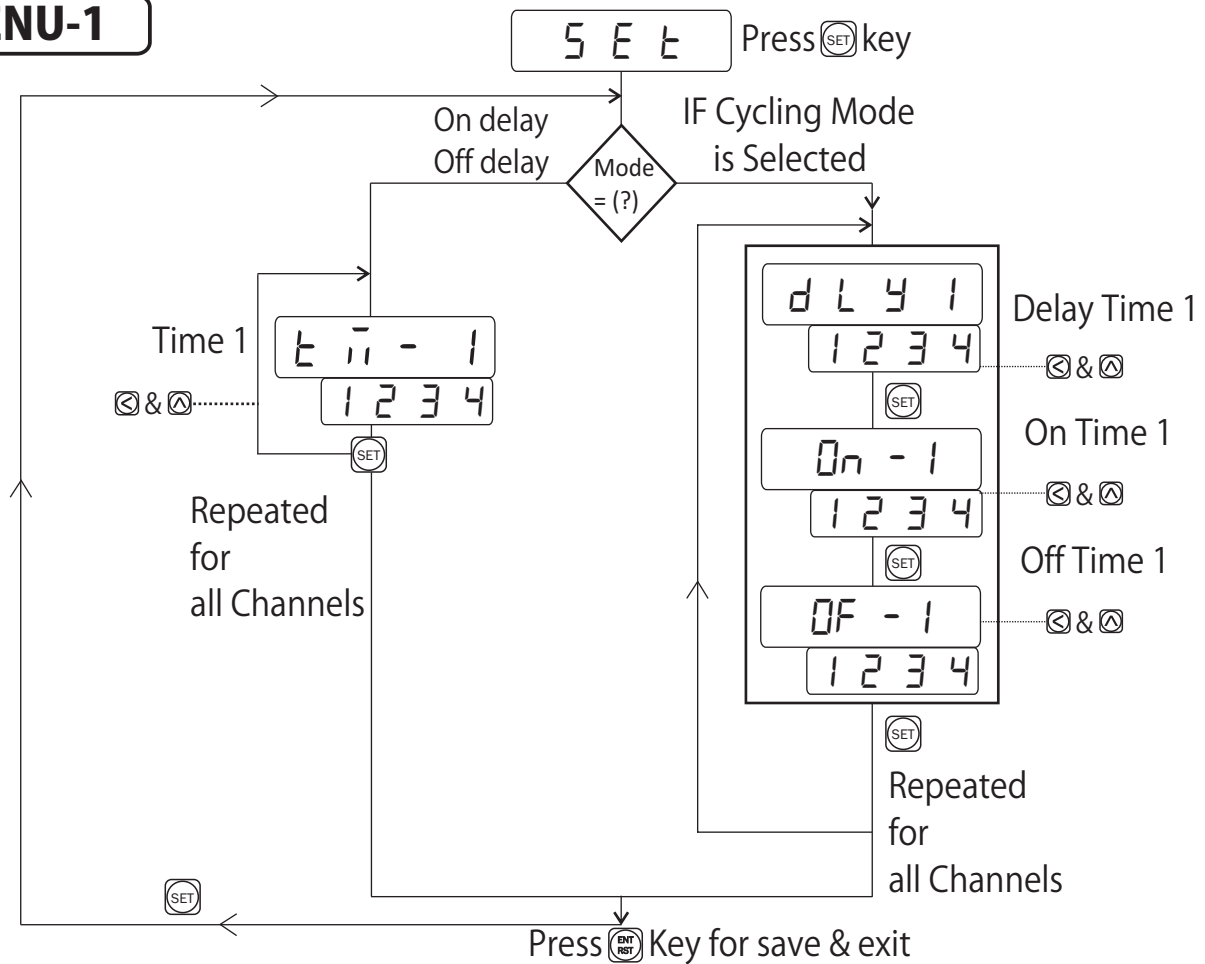 ENU-1
SEt
Press SET key
On delay
Off delay
IF Cycling Mode
is Selected
Mode
= (?)
Time 1
tm-1
1234
< & ^
SET
Repeated
for
all Channels
dLY1
1234
Delay Time 1
< & ^
SET
On-1
1234
On Time 1
< & ^
SET
OF-1
1234
Off Time 1
< & ^
SET
Repeated
for
all Channels
SET
Press ENT RST Key for save & exit